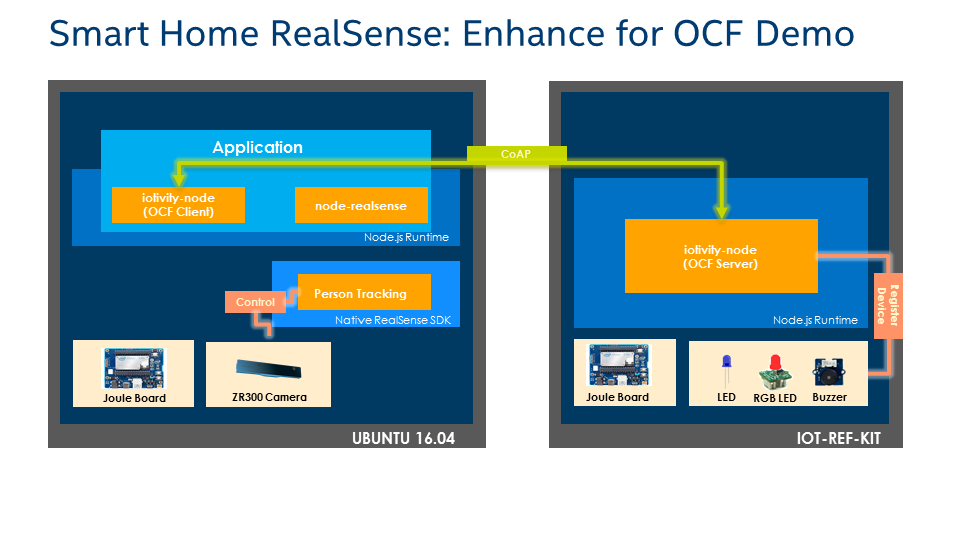 Smart Home RealSense: Enhance for OCF Demo
Application
CoAP
iotivity-node
(OCF Client)
node-realsense
Node.js Runtime
Person Tracking
Control
Native RealSense SDK
Joule Board
ZR300 Camera
UBUNTU 16.04
iotivity-node
(OCF Server)
Register
Device
Node.js Runtime
Joule Board
LED
RGB LED
Buzzer
IOT-REF-KIT